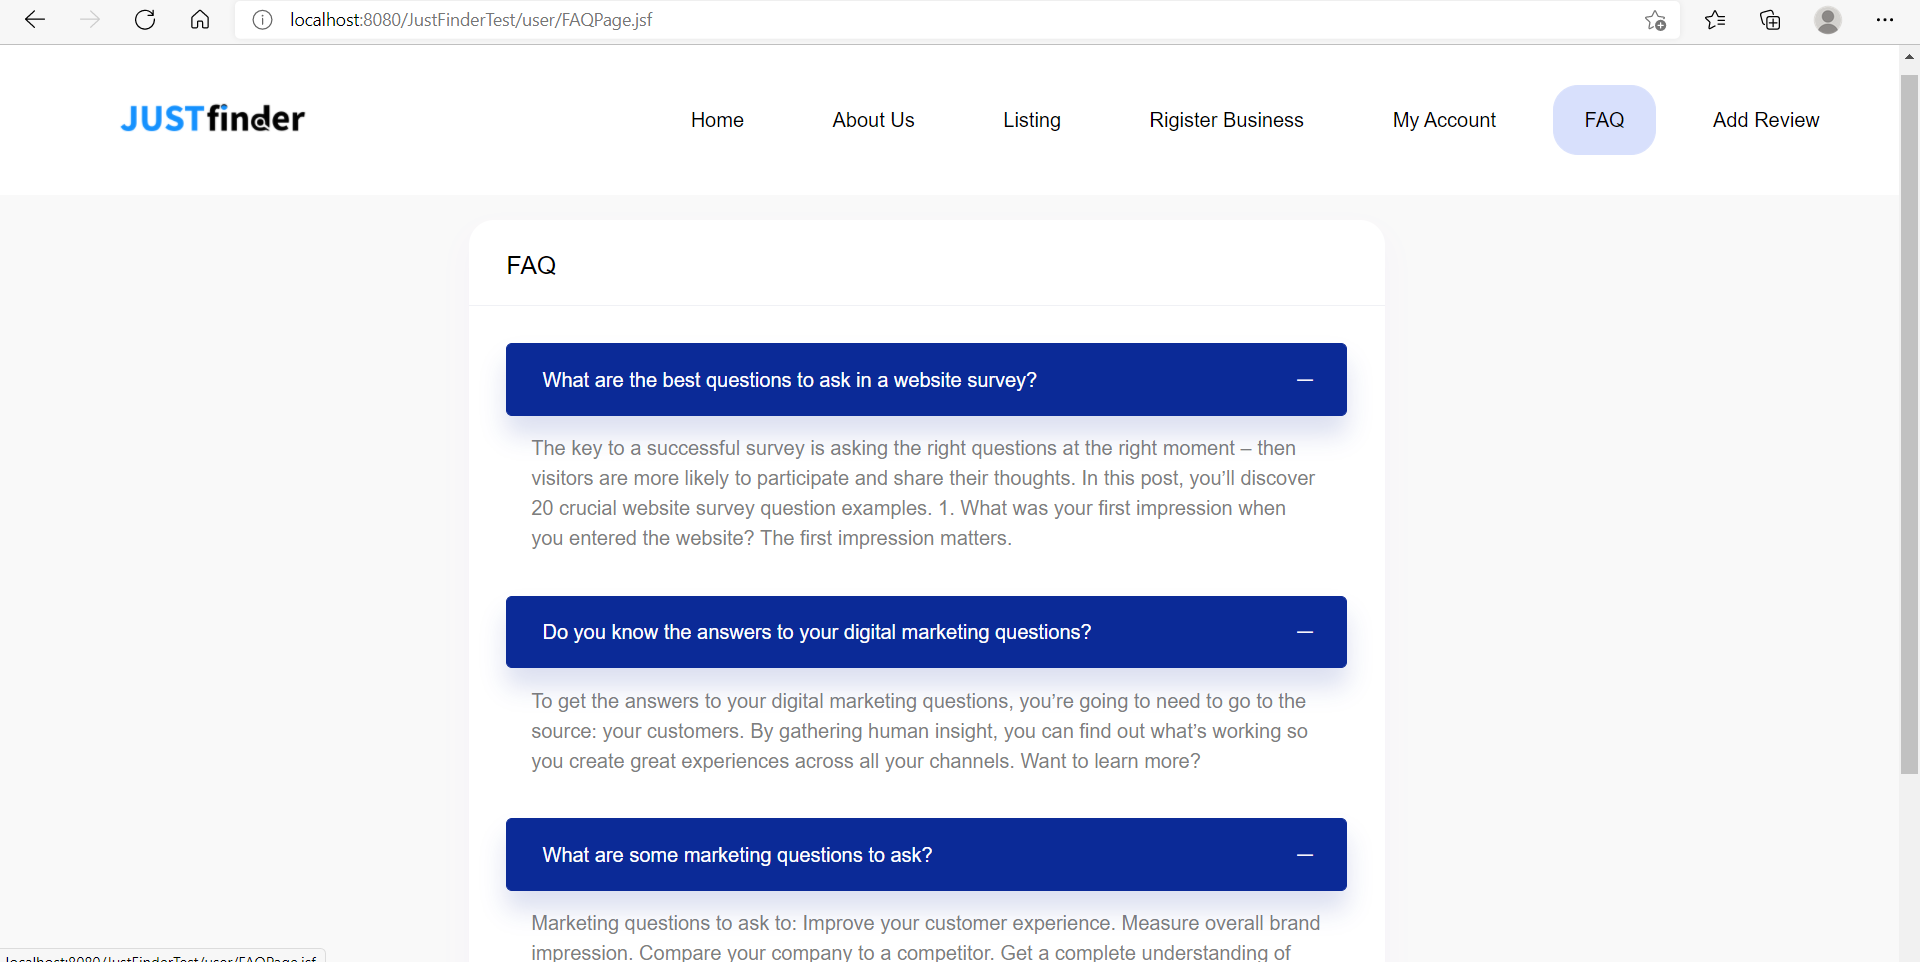 localhost:8080/JustFinderTest/user/FAQPage.jsf
JUSTfinder
Home About Us Listing Rigister Business My Account FAQ Add Review
FAQ
What are the best questions to ask in a website survey?
The key to a successful survey is asking the right questions at the right moment – then
visitors are more likely to participate and share their thoughts. In this post, you’ll discover
20 crucial website survey question examples. 1. What was your first impression when
you entered the website? The first impression matters.
Do you know the answers to your digital marketing questions?
To get the answers to your digital marketing questions, you’re going to need to go to the
source: your customers. By gathering human insight, you can find out what’s working so
you create great experiences across all your channels. Want to learn more?
What are some marketing questions to ask?
Marketing questions to ask to: Improve your customer experience. Measure overall brand
impression. Compare your company to a competitor. Get a complete understanding of
localhost:8080/JustFinderTest/user/FAQPage.jsf